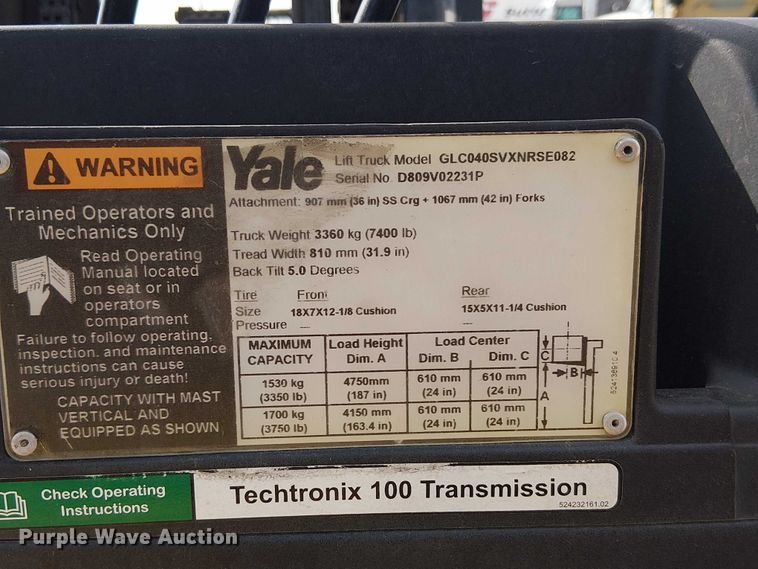 WARNING
Trained Operators and
Mechanics Only
Read Operating
Manual located
on seat or in
operators
compartment
Failure to follow operating,
inspection, and maintenance
instructions can cause
serious injury or death!
CAPACITY WITH MAST
VERTICAL AND
EQUIPPED AS SHOWN
Yale Lift Truck Model GLC040SVXNRSE082
Serial No D809V02231P
Attachment: 907 mm (36 in) SS Crg + 1067 mm (42 in) Forks
Truck Weight 3360 kg (7400 lb)
Tread Width 810 mm (31.9 in)
Back Tilt 5.0 Degrees
Tire Front Rear
Size 18X7X12-1/8 Cushion 15X5X11-1/4 Cushion
Pressure — —
MAXIMUM CAPACITY Load Height Dim. A Load Center Dim. B Dim. C
1530 kg 4750mm 610 mm 610 mm
(3350 lb) (187 in) (24 in) (24 in)
1700 kg 4150 mm 610 mm 610 mm
(3750 lb) (163.4 in) (24 in) (24 in)
C
B
A
524136910 4
Check Operating
Instructions
Techtronix 100 Transmission
524232161.02
Purple Wave Auction